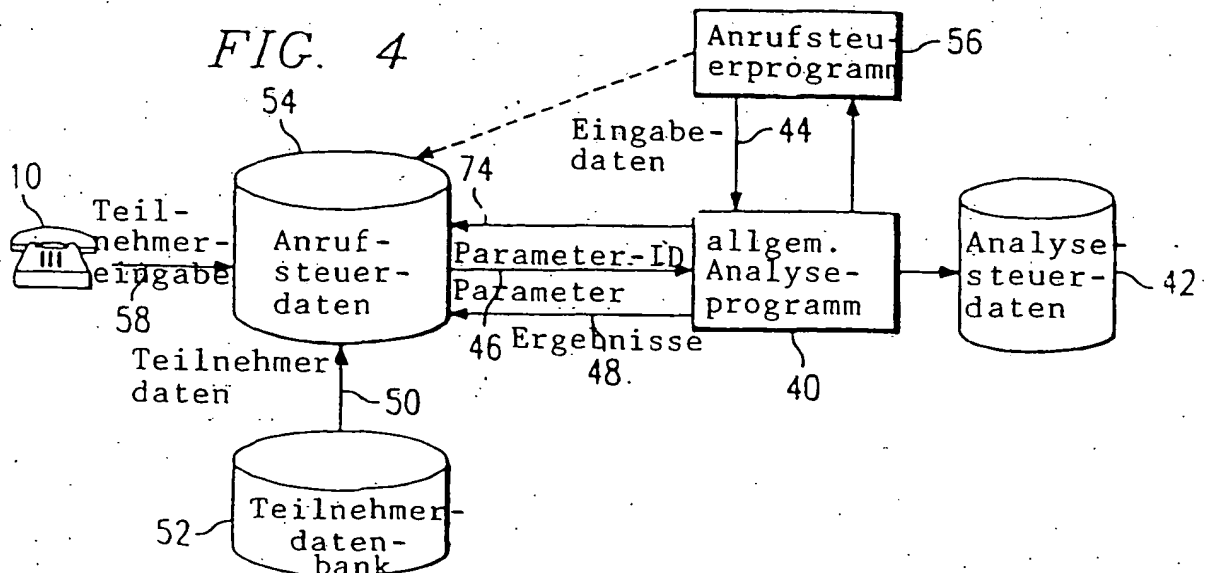 FIG. 4
Anrufsteu-
erprogramm
56
54
Eingabe-
daten
44
10
74
Teil-
nehmer-
eingabe
58
Anruf-
steuer-
daten
Parameter-ID
Parameter
46
Ergebnisse
48
allgem.
Analyse-
programm
40
Analyse-
steuer-
daten
42
Teilnehmer
daten
50
52
Teilnehmer-
daten-
bank